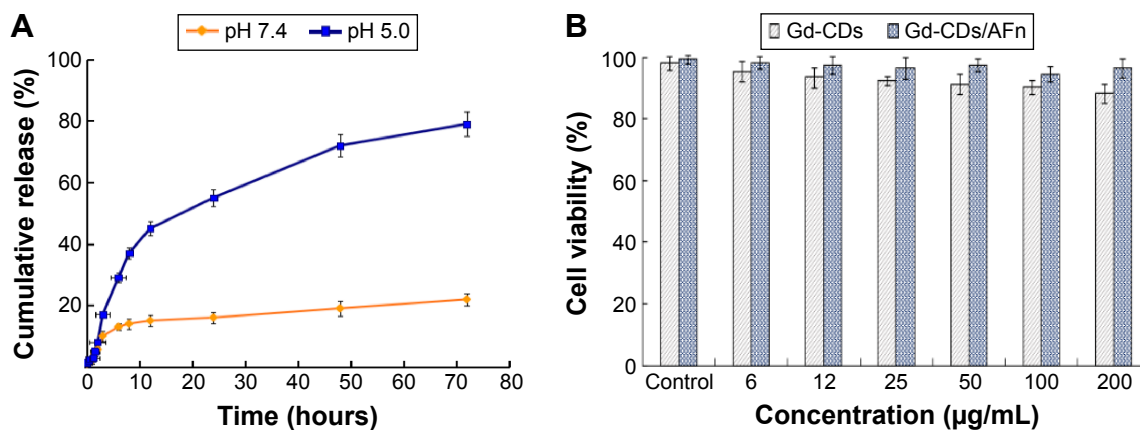 A
pH 7.4 pH 5.0
Cumulative release (%)
100
80
60
40
20
0 10 20 30 40 50 60 70 80
Time (hours)
B
Gd-CDs Gd-CDs/AFn
Cell viability (%)
100
80
60
40
20
0
Control 6 12 25 50 100 200
Concentration (µg/mL)